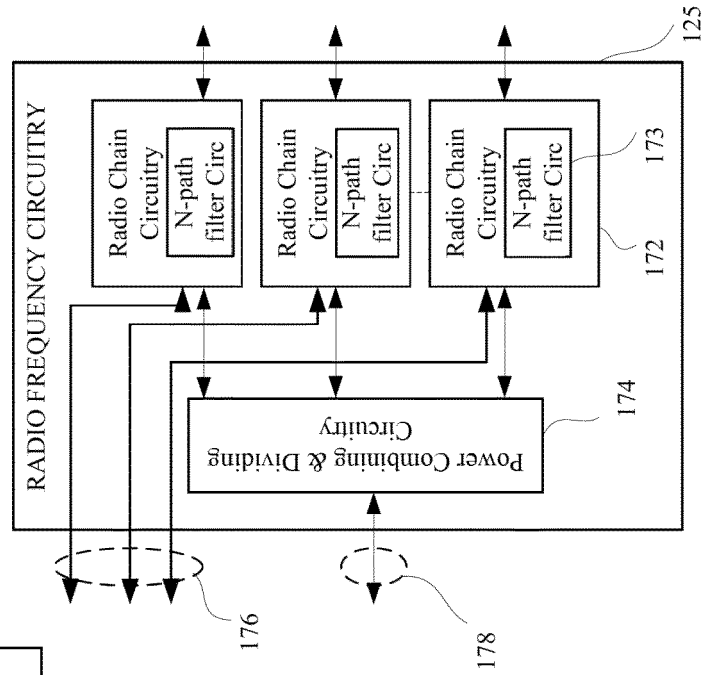 RADIO FREQUENCY CIRCUITRY
Radio Chain
Circuitry
N-path
filter Circ
Radio Chain
Circuitry
N-path
filter Circ
Radio Chain
Circuitry
N-path
filter Circ
Power Combining & Dividing
Circuitry
176
178
174
172
173
125